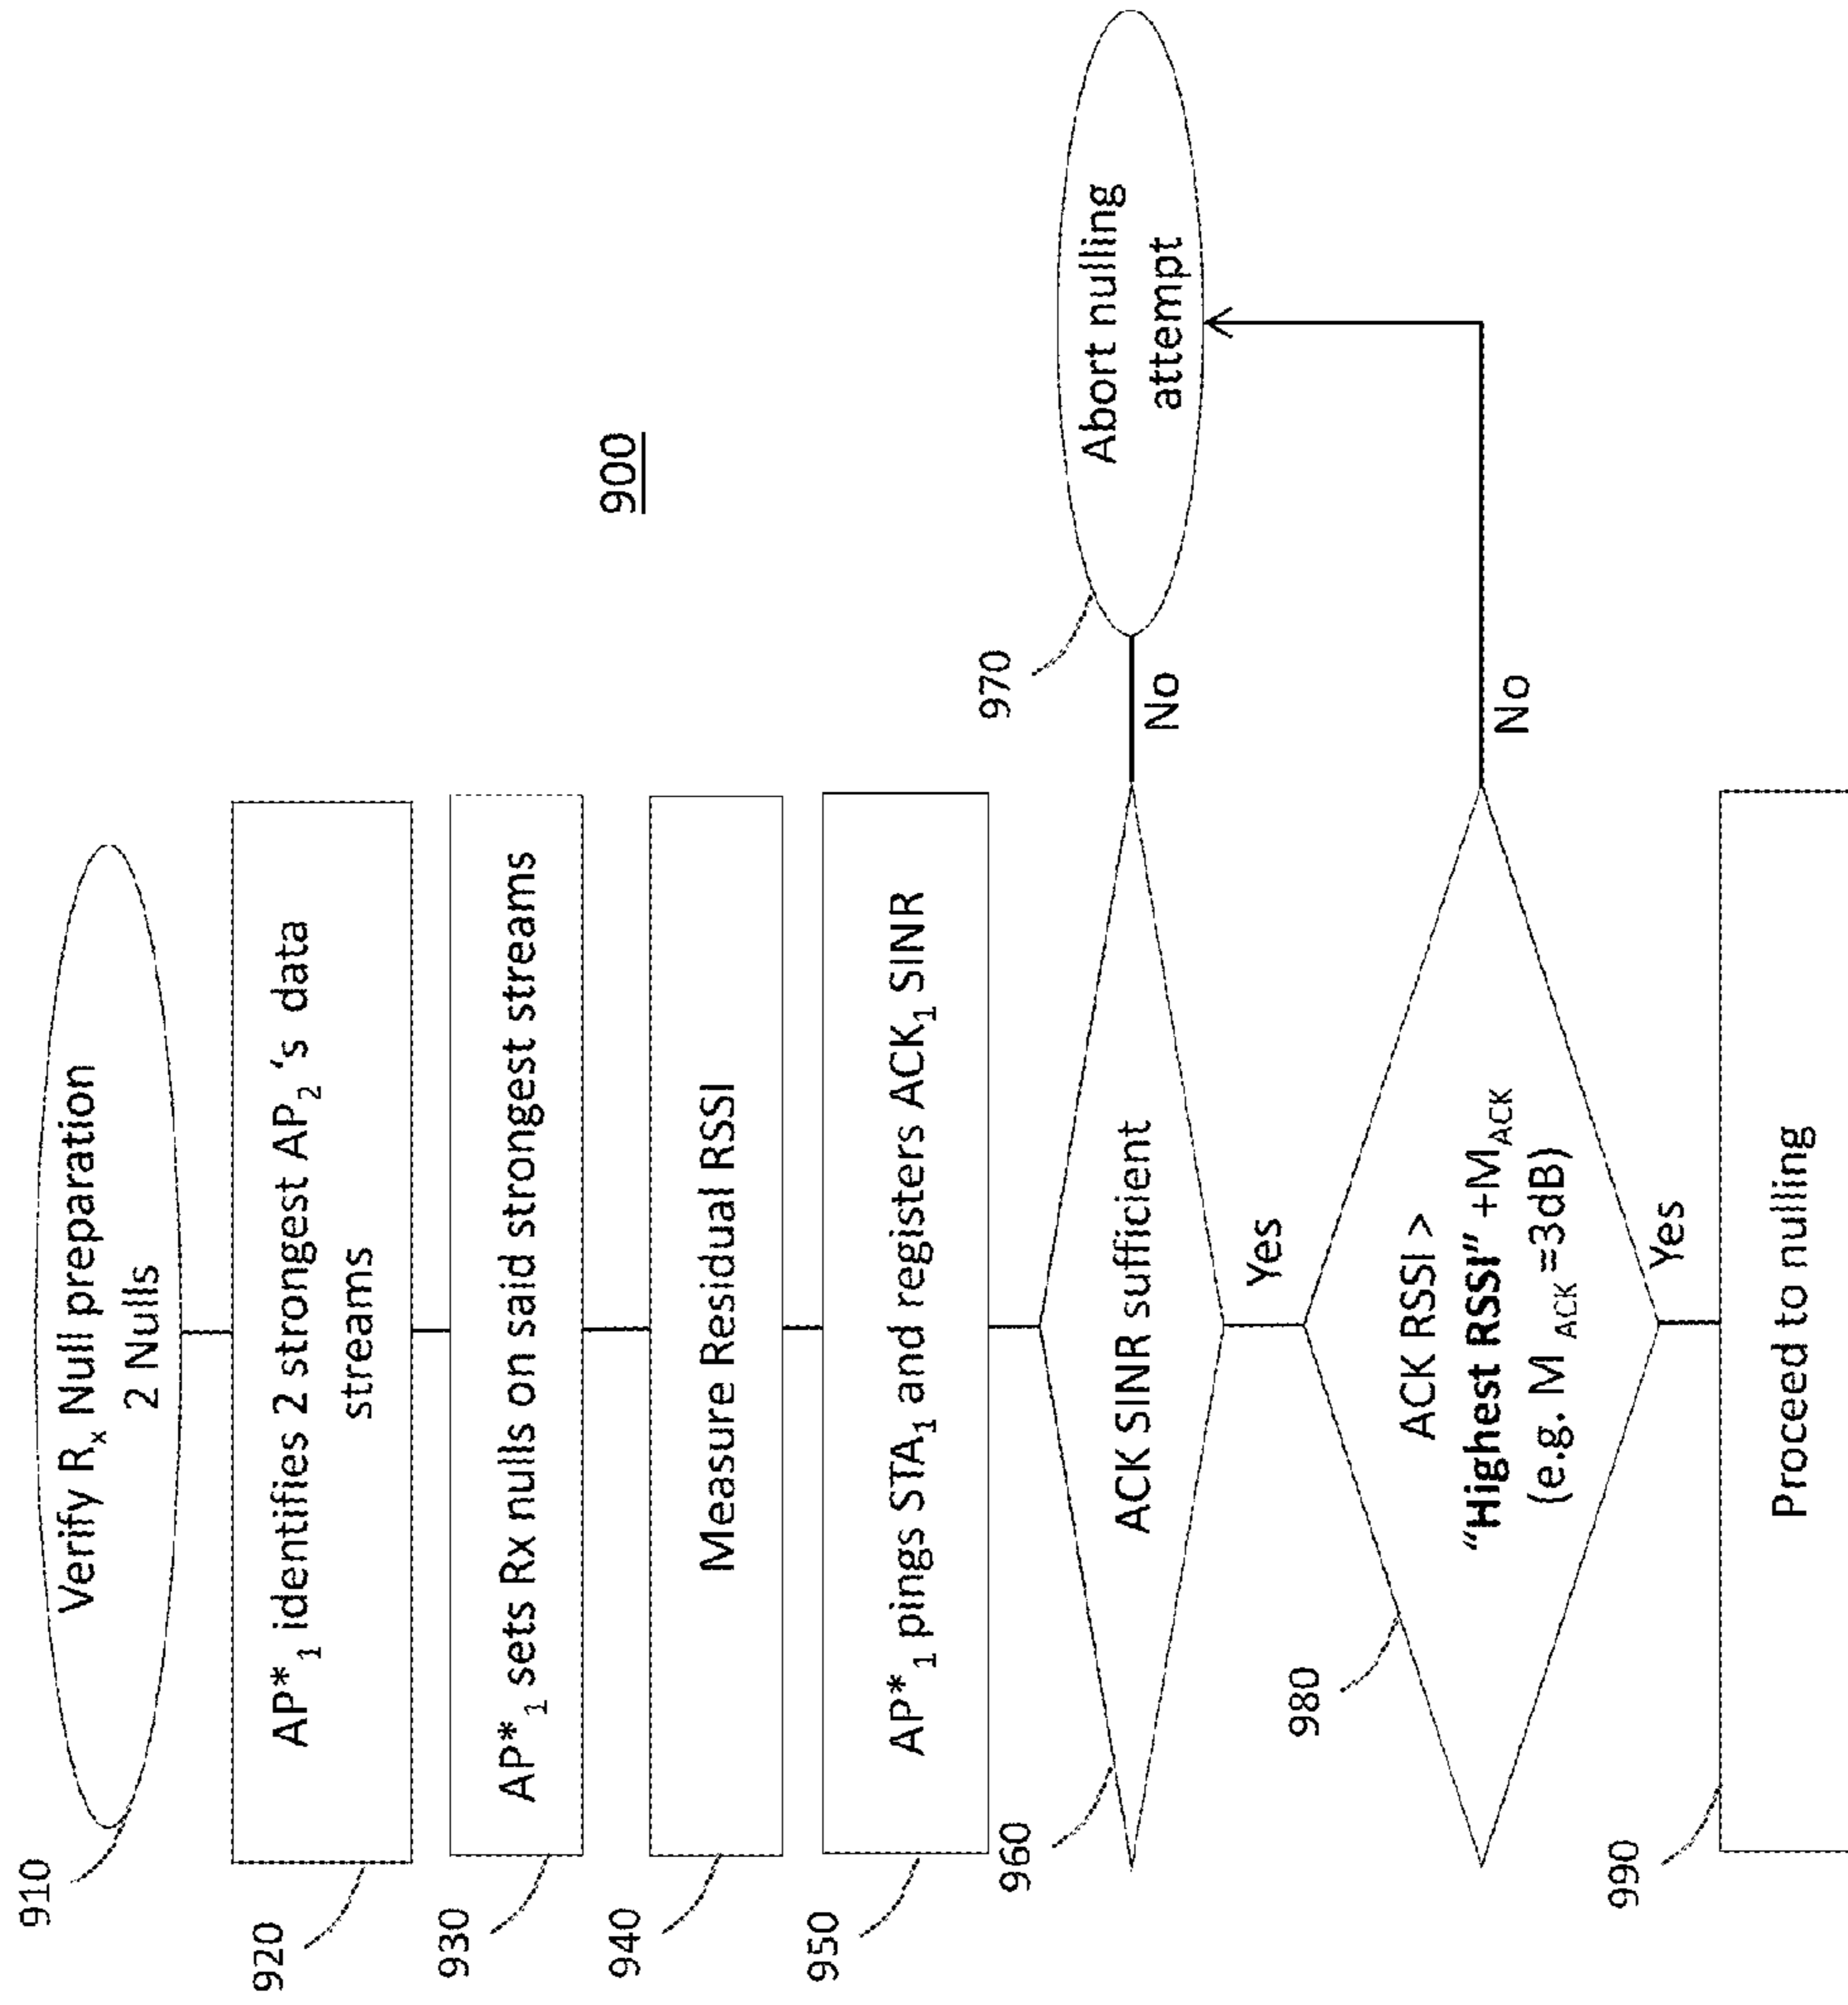 910
Verify Rx Null preparation
2 Nulls
920
AP*1 identifies 2 strongest AP2 's data
streams
930
AP*1 sets Rx nulls on said strongest streams
900
940
Measure Residual RSSI
950
AP*1 pings STA1 and registers ACK1 SINR
960
ACK SINR sufficient
No
970
Abort nulling
attempt
Yes
980
ACK RSSI >
“Highest RSSI” +MACK
(e.g. MACK =3dB)
No
Yes
990
Proceed to nulling